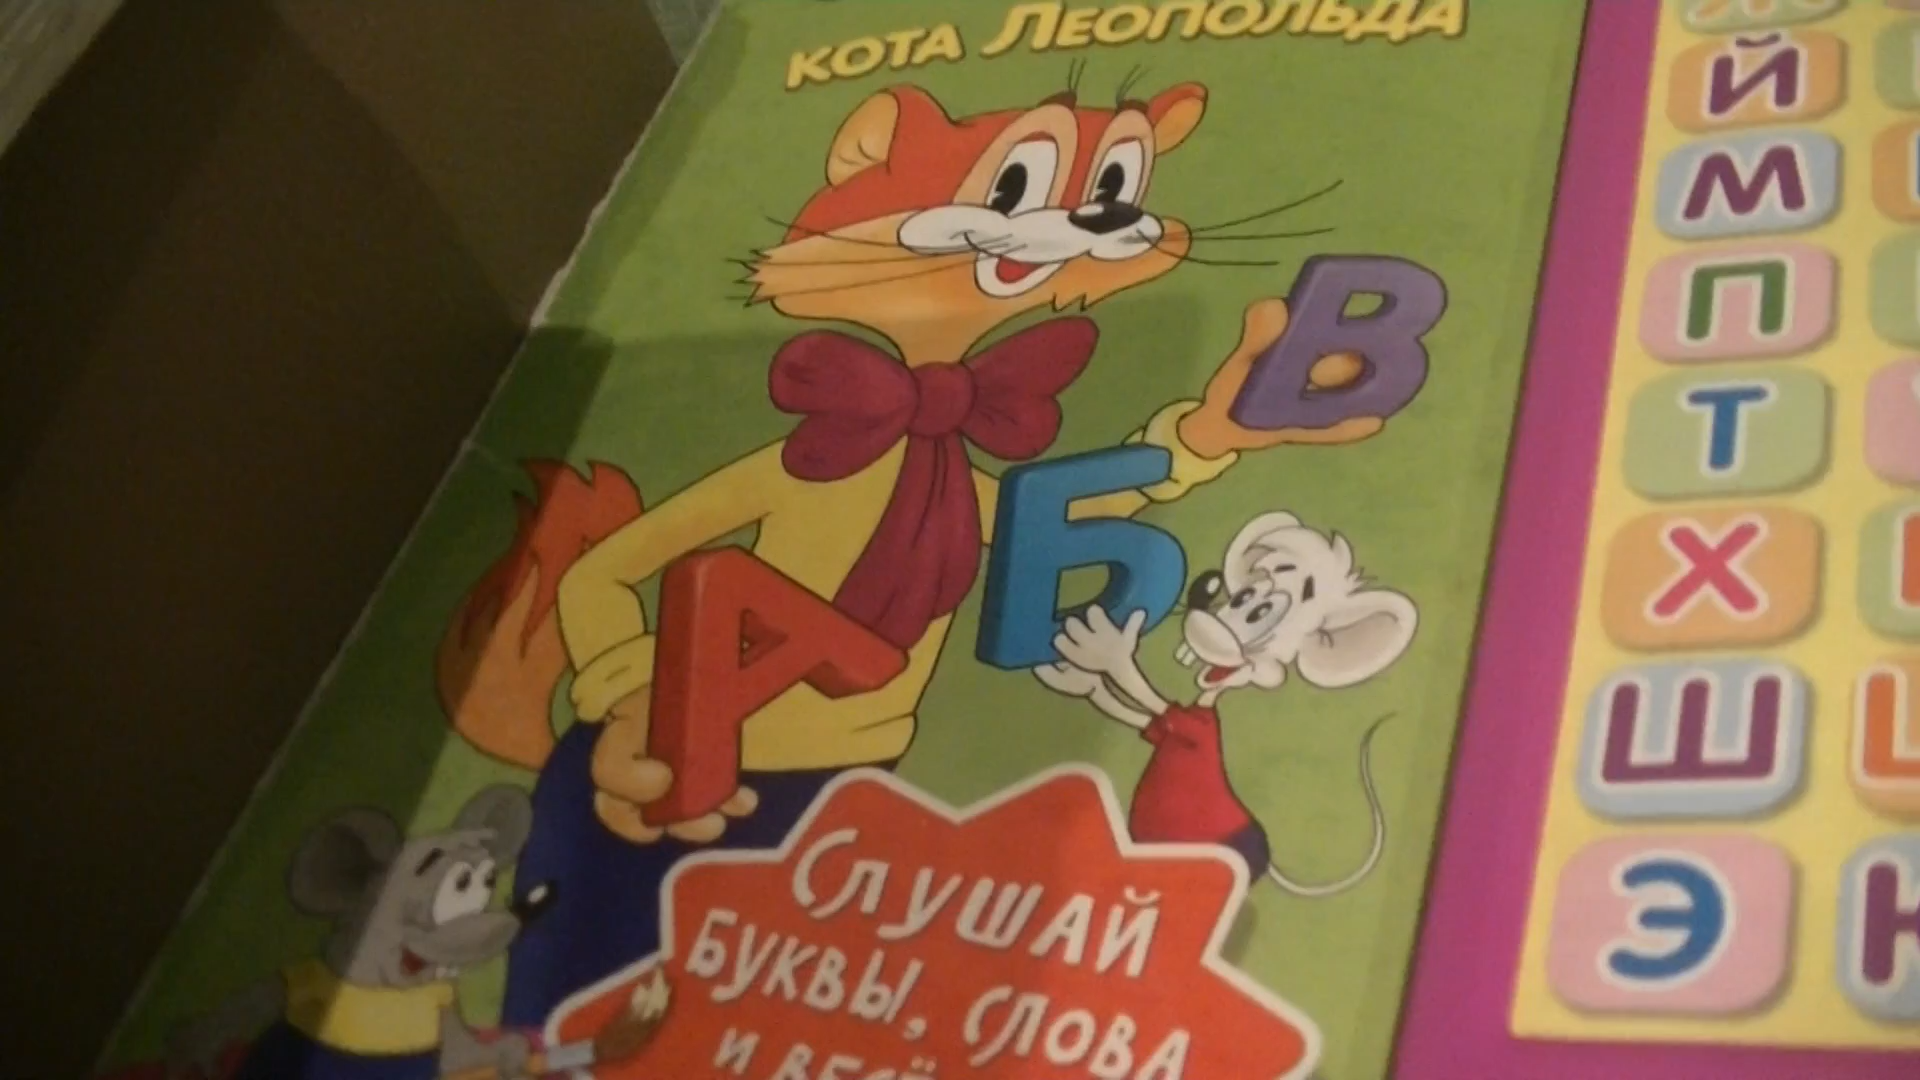 кота Леопольда
В
Б
А
Слушай
буквы, слова
и
Й
М
П
Т
Х
Ш
Э